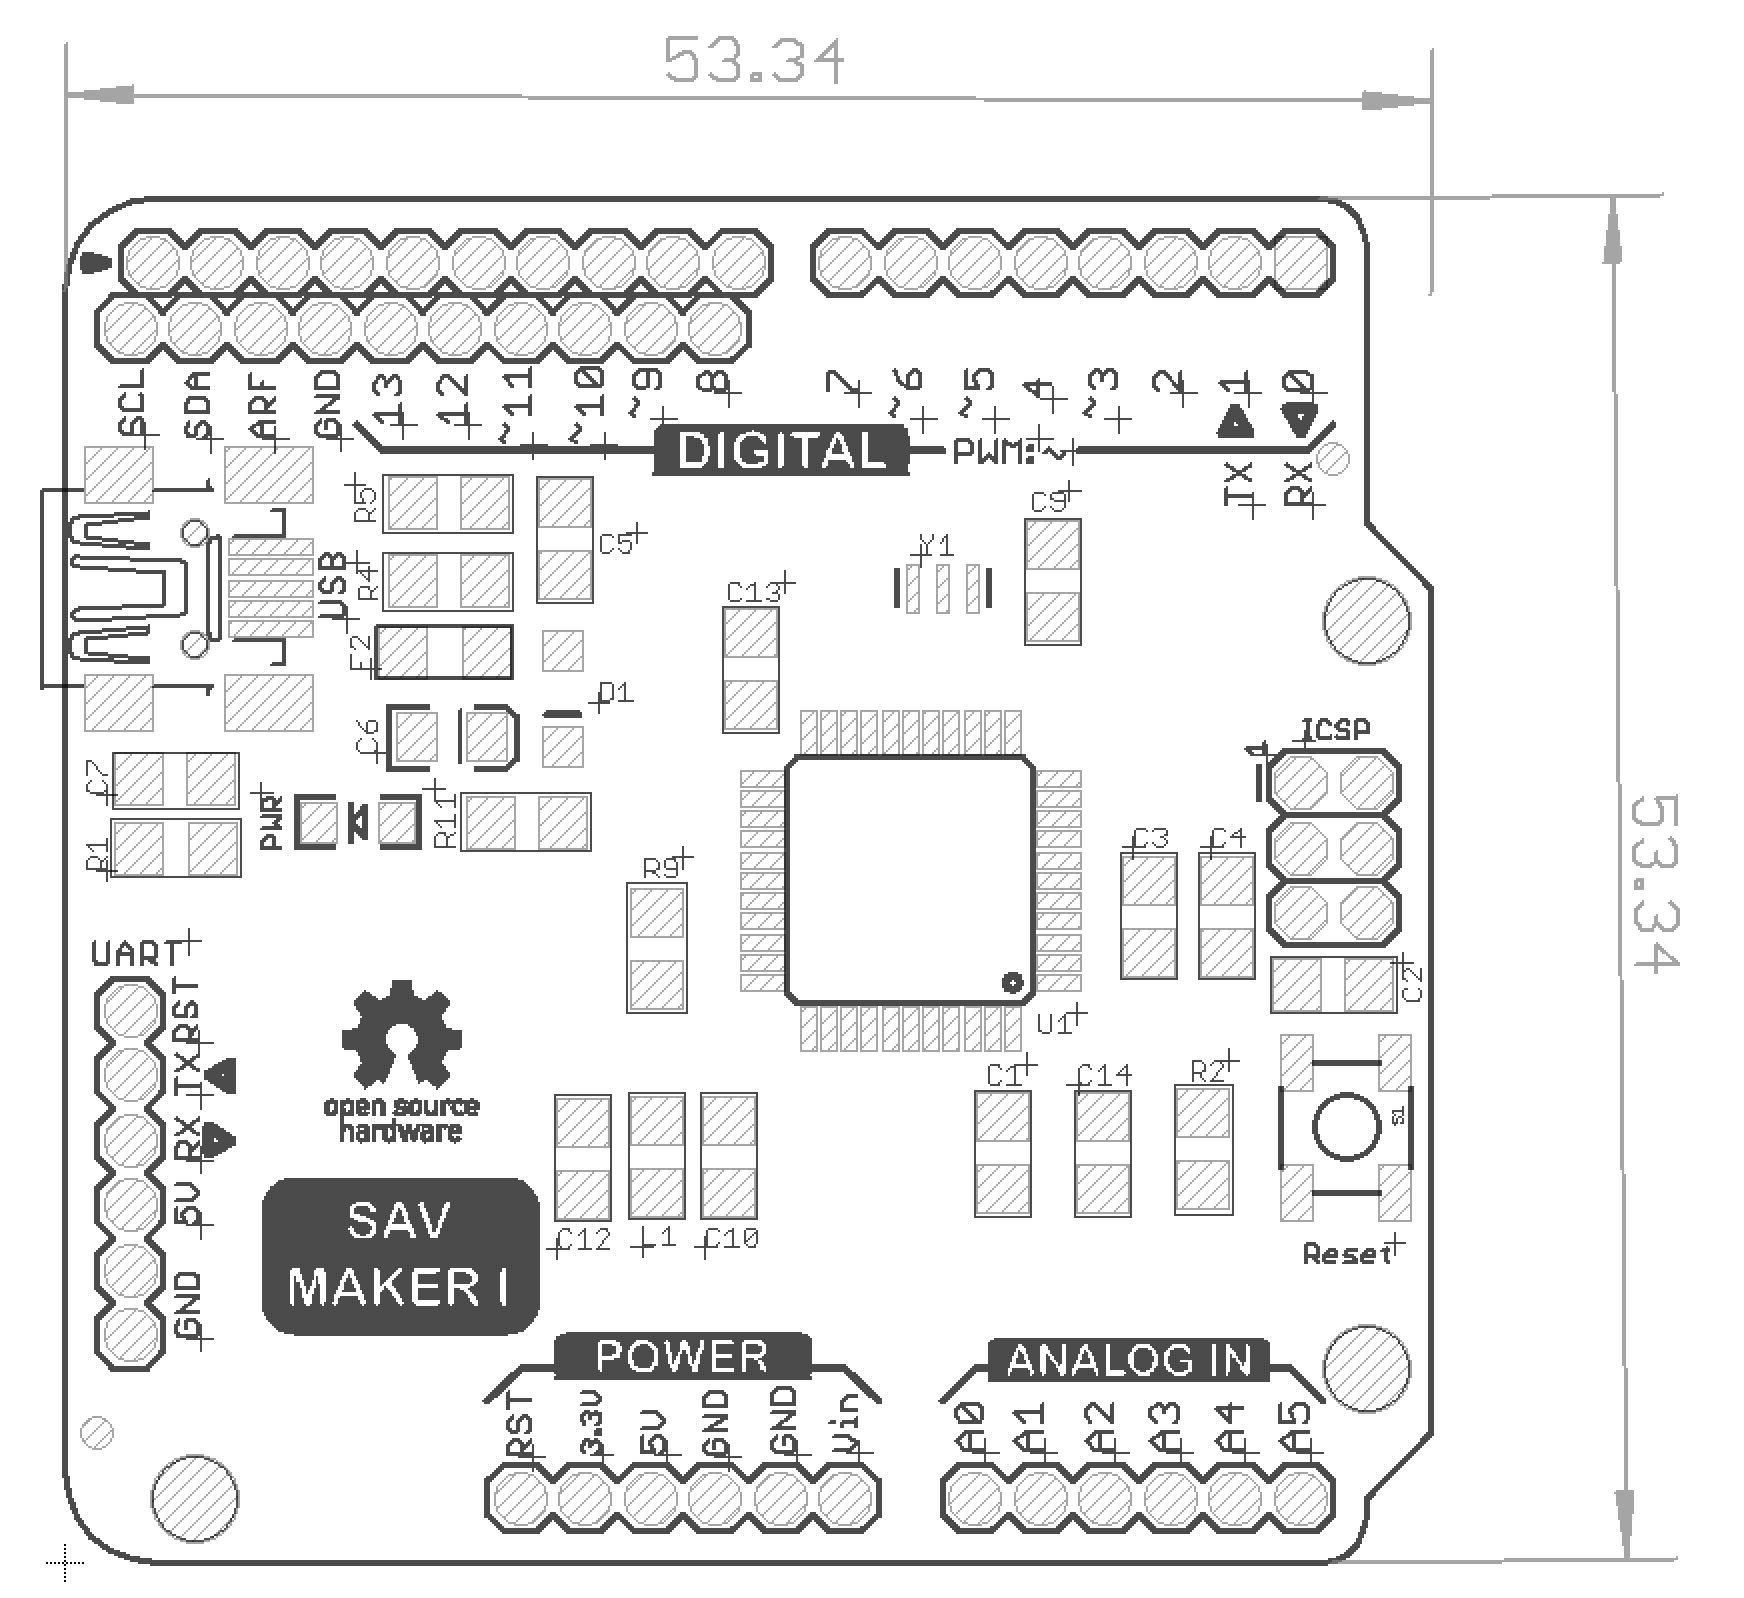 53.34
SCL SDA ARF GND 13 12 ~11 ~10 ~9 8 7 ~6 ~5 4 ~3 2 1 0
DIGITAL PWM:~
TX RX
R5 C5 C9
R4 USB Y1
C13
F2
D1
C6
ICSP
1
C7 PWR R11
R1
C3 C4
R9
53.34
UART
C2
RST
U1
TX
C1 C14 R2
RX
open source
hardware
S1
5V
SAV
MAKER I
C12 L1 C10
Reset
GND
POWER ANALOG IN
RST 3.3V 5V GND GND Vin A0 A1 A2 A3 A4 A5